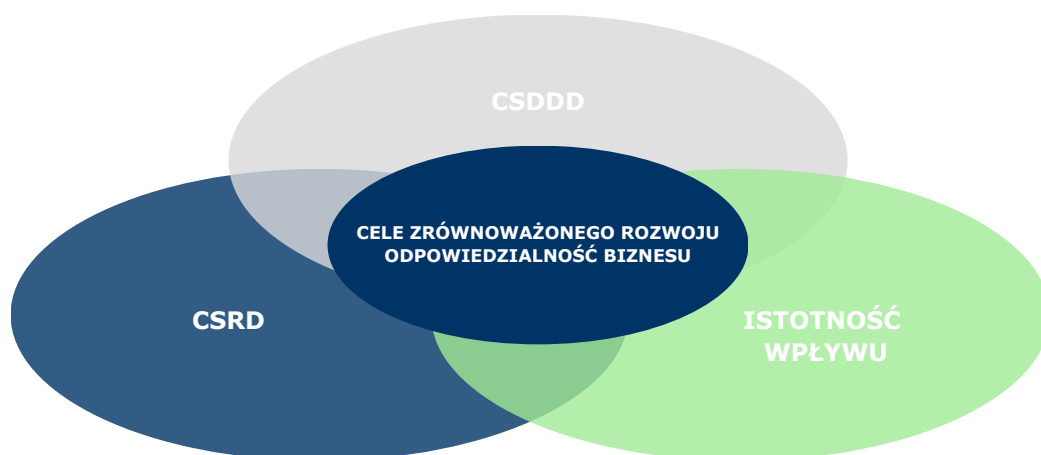 CSDDD
CELE ZRÓWNOWAŻONEGO ROZWOJU
ODPOWIEDZIALNOŚĆ BIZNESU
CSRD
ISTOTNOŚĆ
WPŁYWU